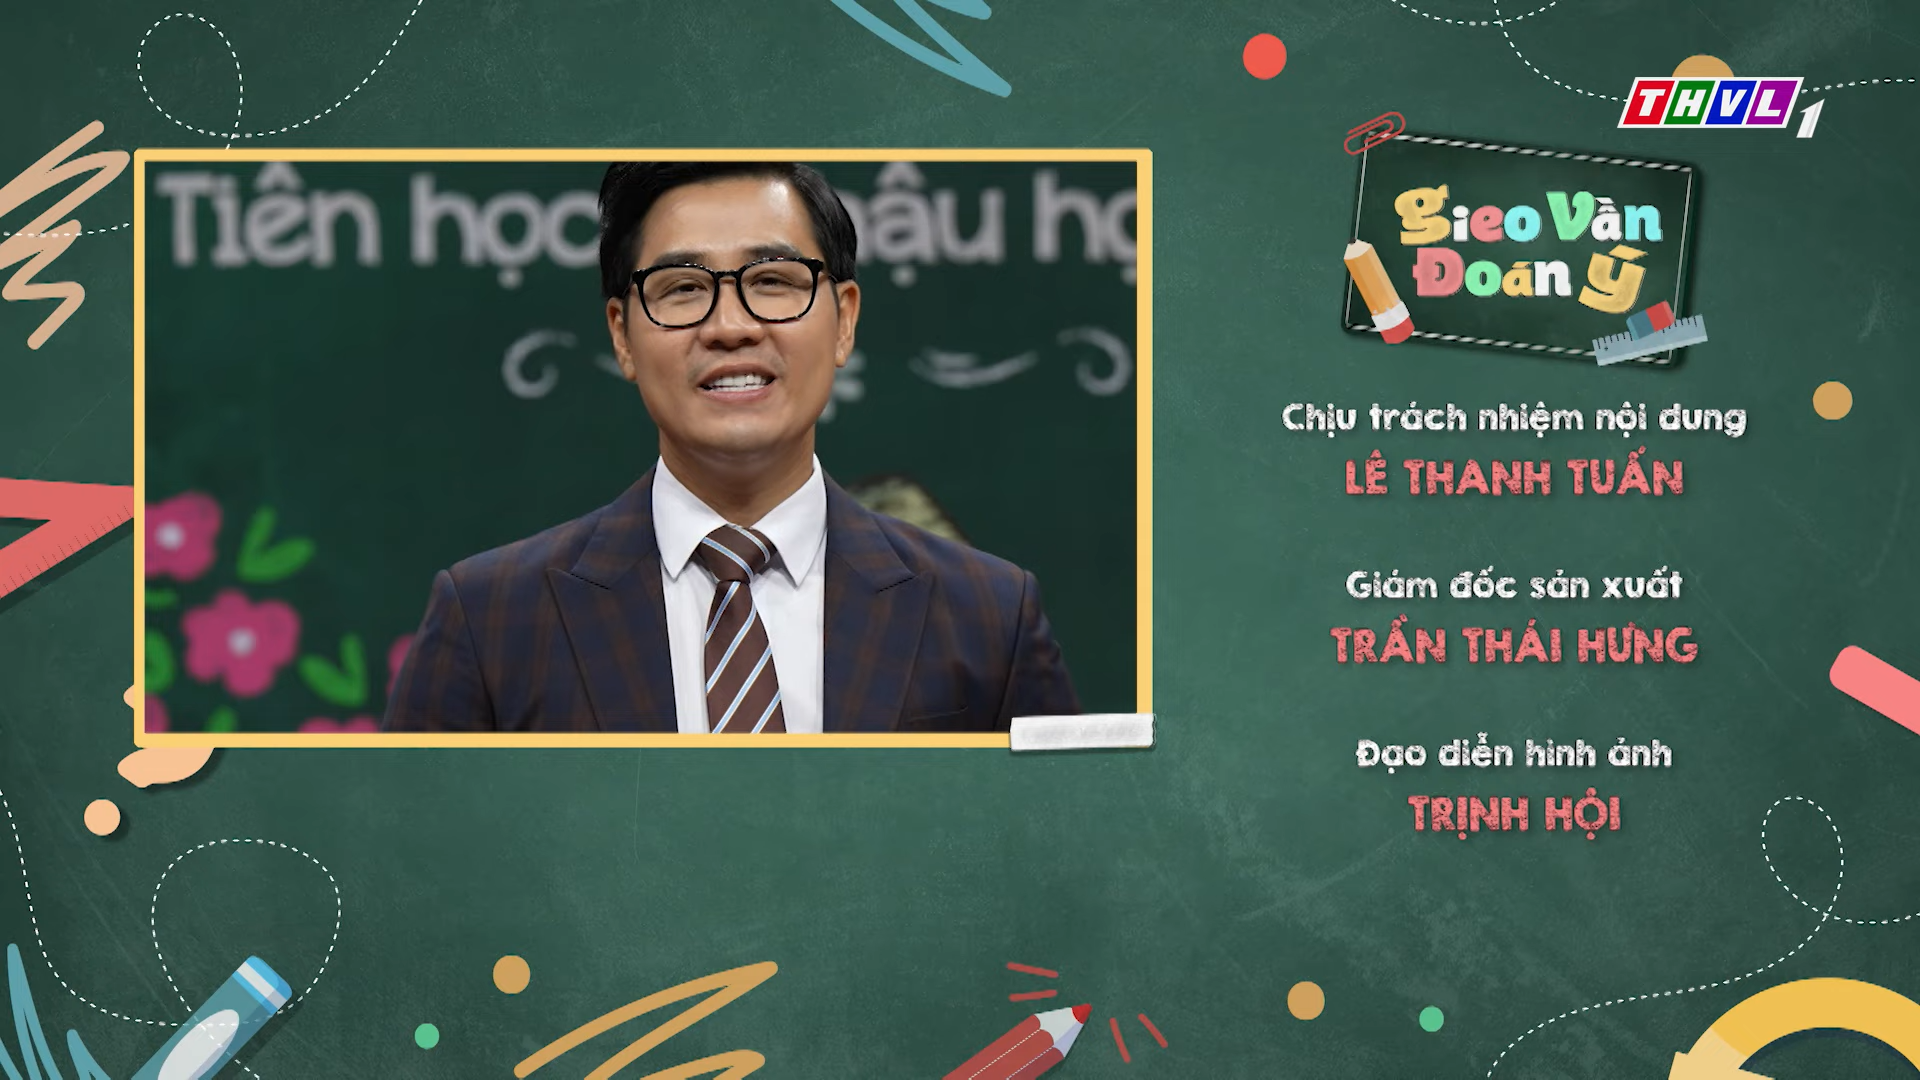 THVL1
Tiên học
hậu họ
Gieo Vần
Đoán Ý
Chịu trách nhiệm nội dung
LÊ THANH TUẤN
Giám đốc sản xuất
TRẦN THÁI HƯNG
Đạo diễn hình ảnh
TRỊNH HỘI